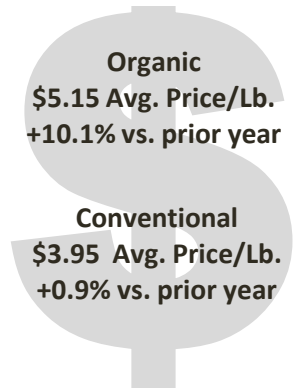 Organic
$5.15 Avg. Price/Lb.
+10.1% vs. prior year
Conventional
$3.95 Avg. Price/Lb.
+0.9% vs. prior year